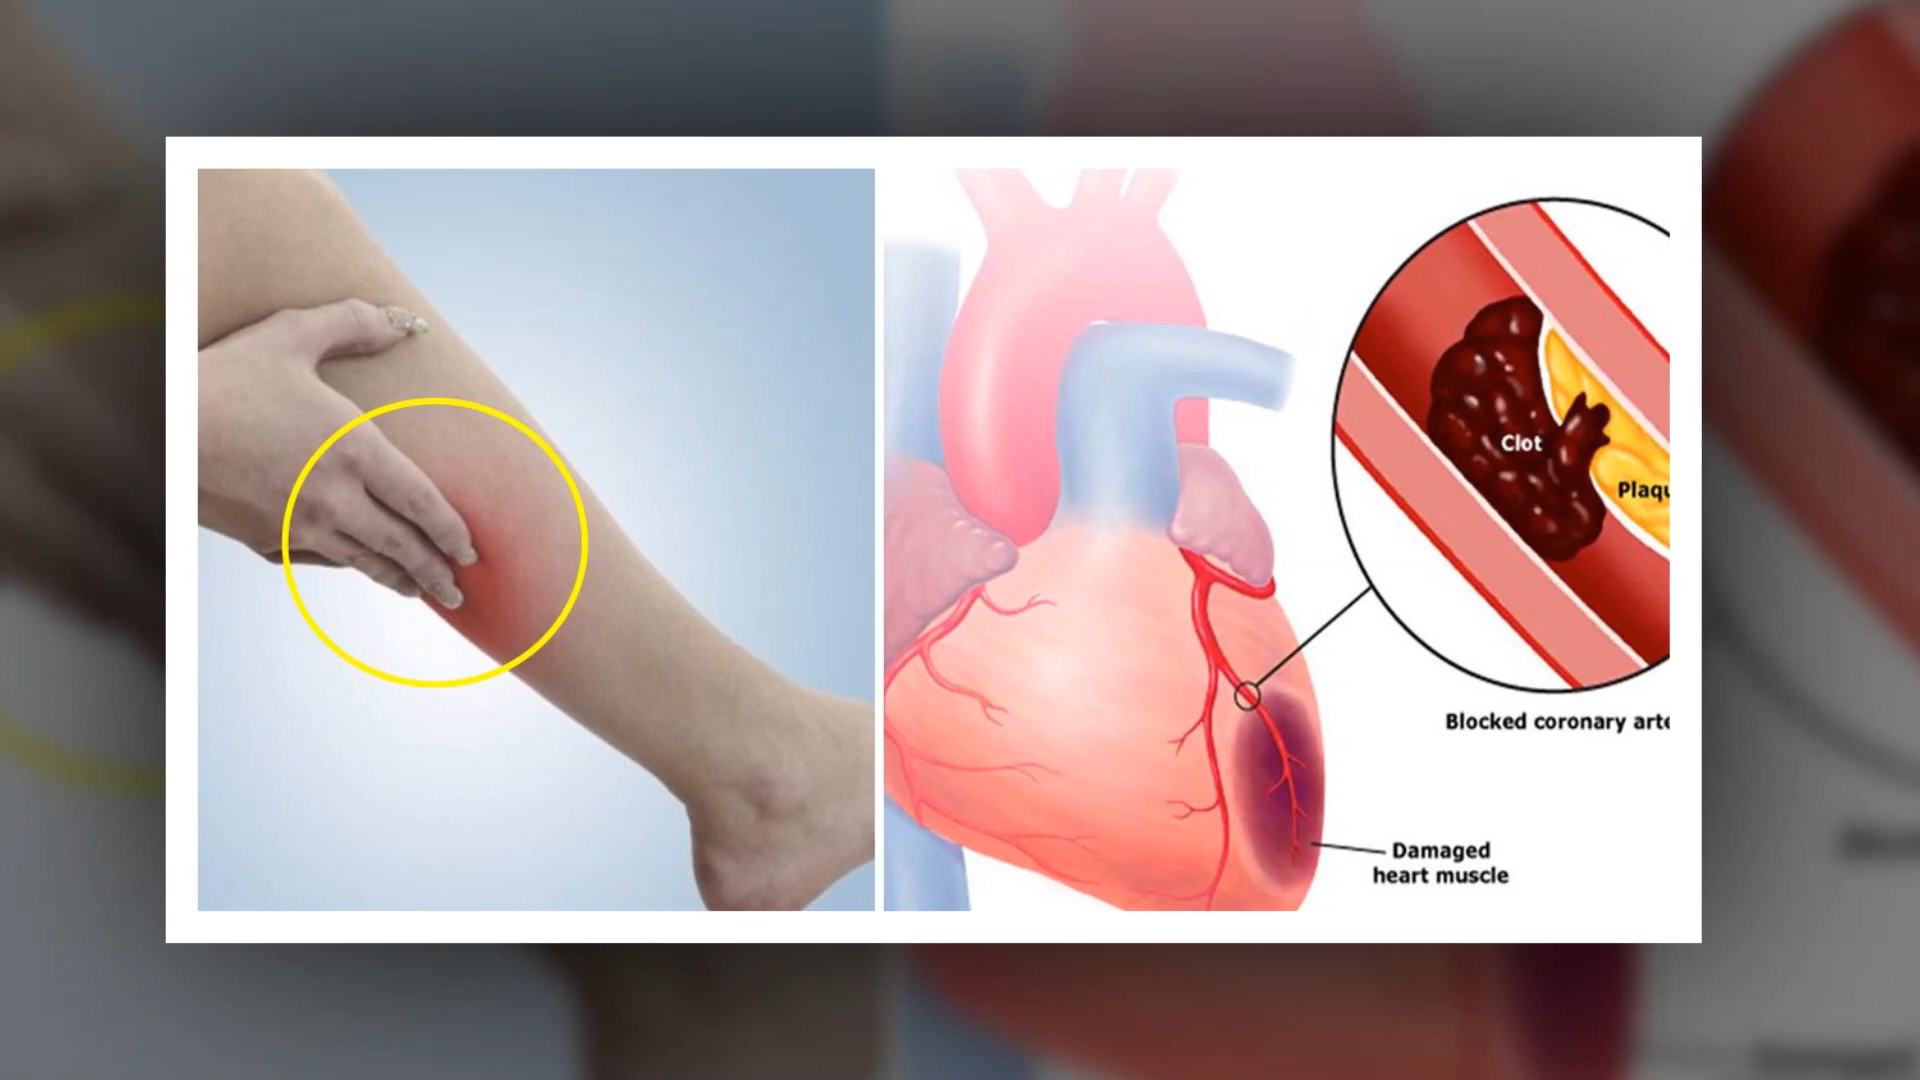 Clot
Plaqu
Blocked coronary arte
Damaged
heart muscle